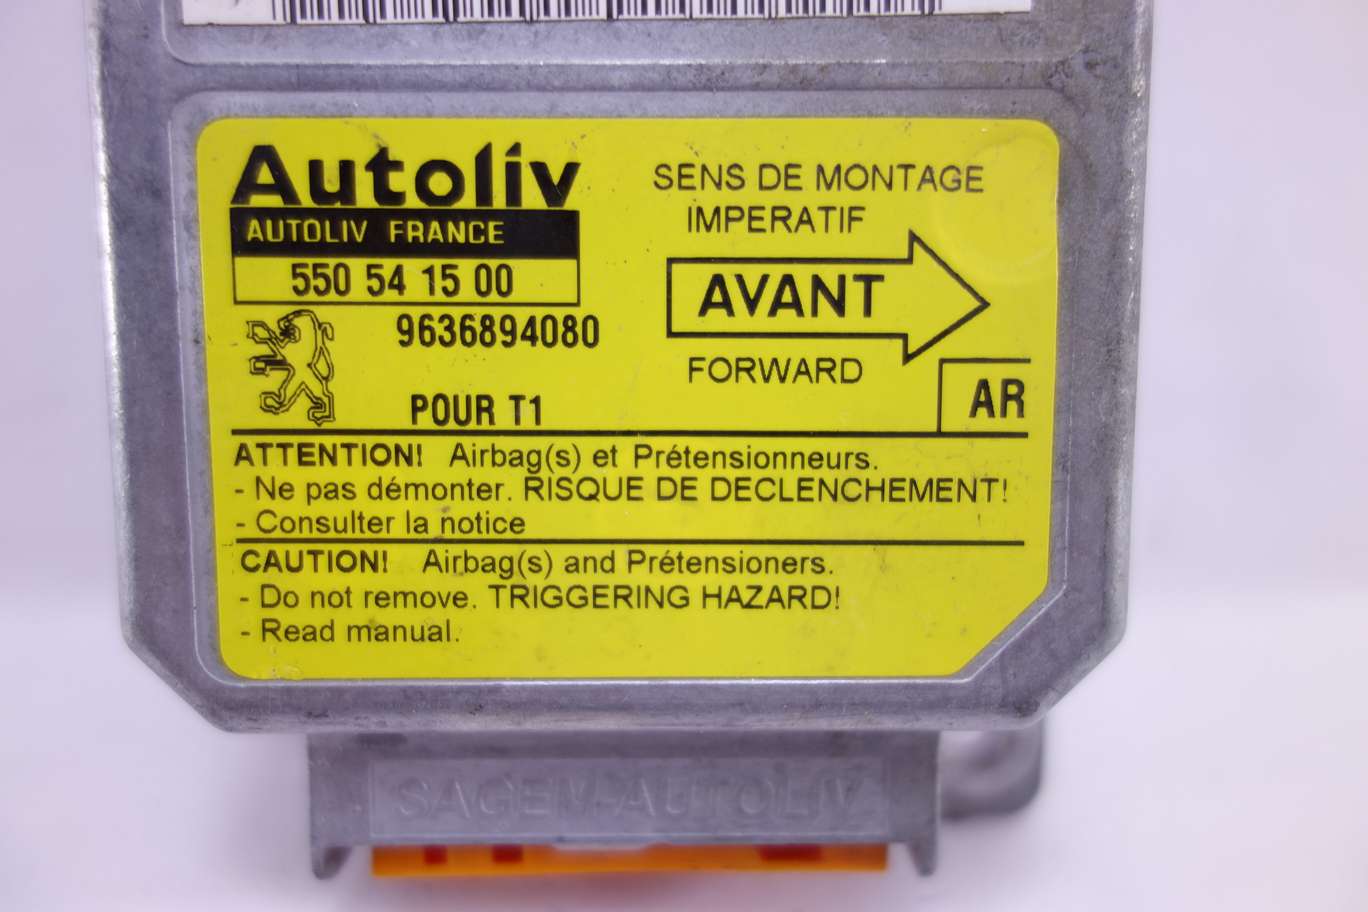 Autoliv
AUTOLIV FRANCE
550 54 15 00
9636894080
POUR T1
SENS DE MONTAGE
IMPERATIF
AVANT
FORWARD
AR
ATTENTION! Airbag(s) et Prétensionneurs.
- Ne pas démonter. RISQUE DE DECLENCHEMENT!
- Consulter la notice
CAUTION! Airbag(s) and Prétensioners.
- Do not remove. TRIGGERING HAZARD!
- Read manual.
SAGEM-AUTOLIV